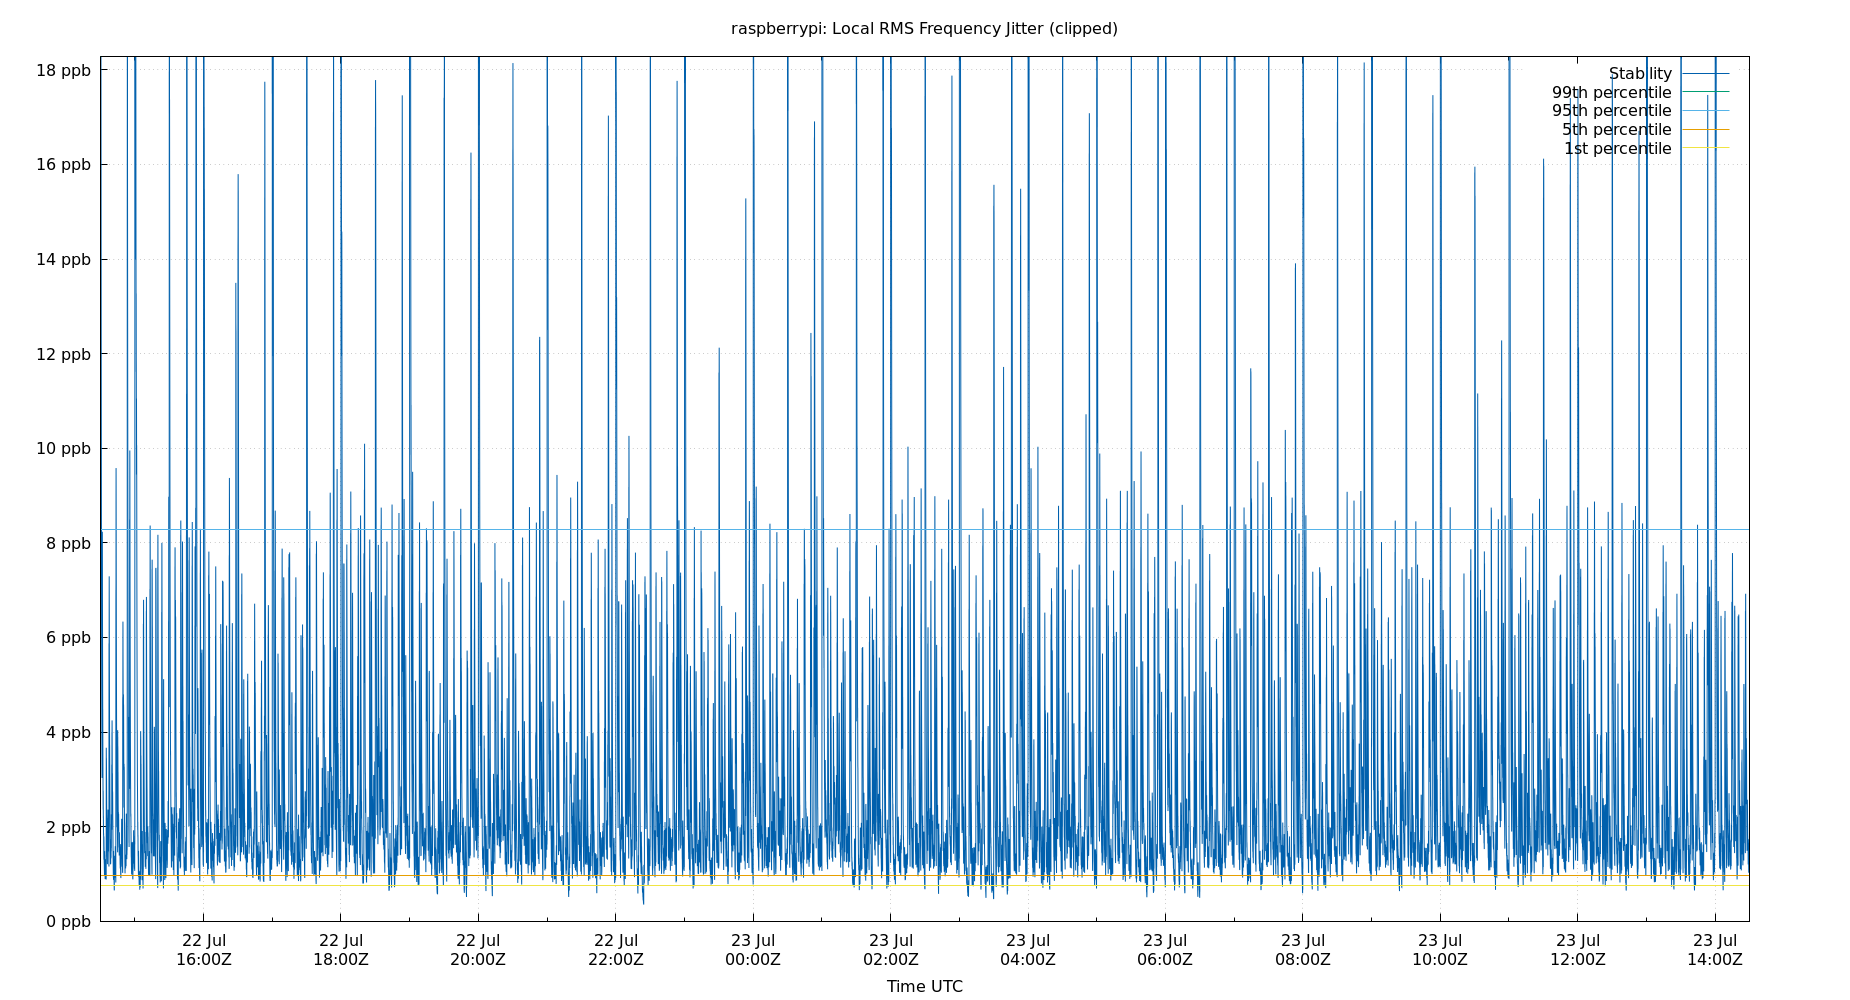 raspberrypi: Local RMS Frequency Jitter (clipped)
18 ppb
16 ppb
14 ppb
12 ppb
10 ppb
8 ppb
6 ppb
4 ppb
2 ppb
0 ppb
Stability
99th percentile
95th percentile
5th percentile
1st percentile
22 Jul 22 Jul 22 Jul 22 Jul 23 Jul 23 Jul 23 Jul 23 Jul 23 Jul 23 Jul 23 Jul 23 Jul
16:00Z 18:00Z 20:00Z 22:00Z 00:00Z 02:00Z 04:00Z 06:00Z 08:00Z 10:00Z 12:00Z 14:00Z
Time UTC